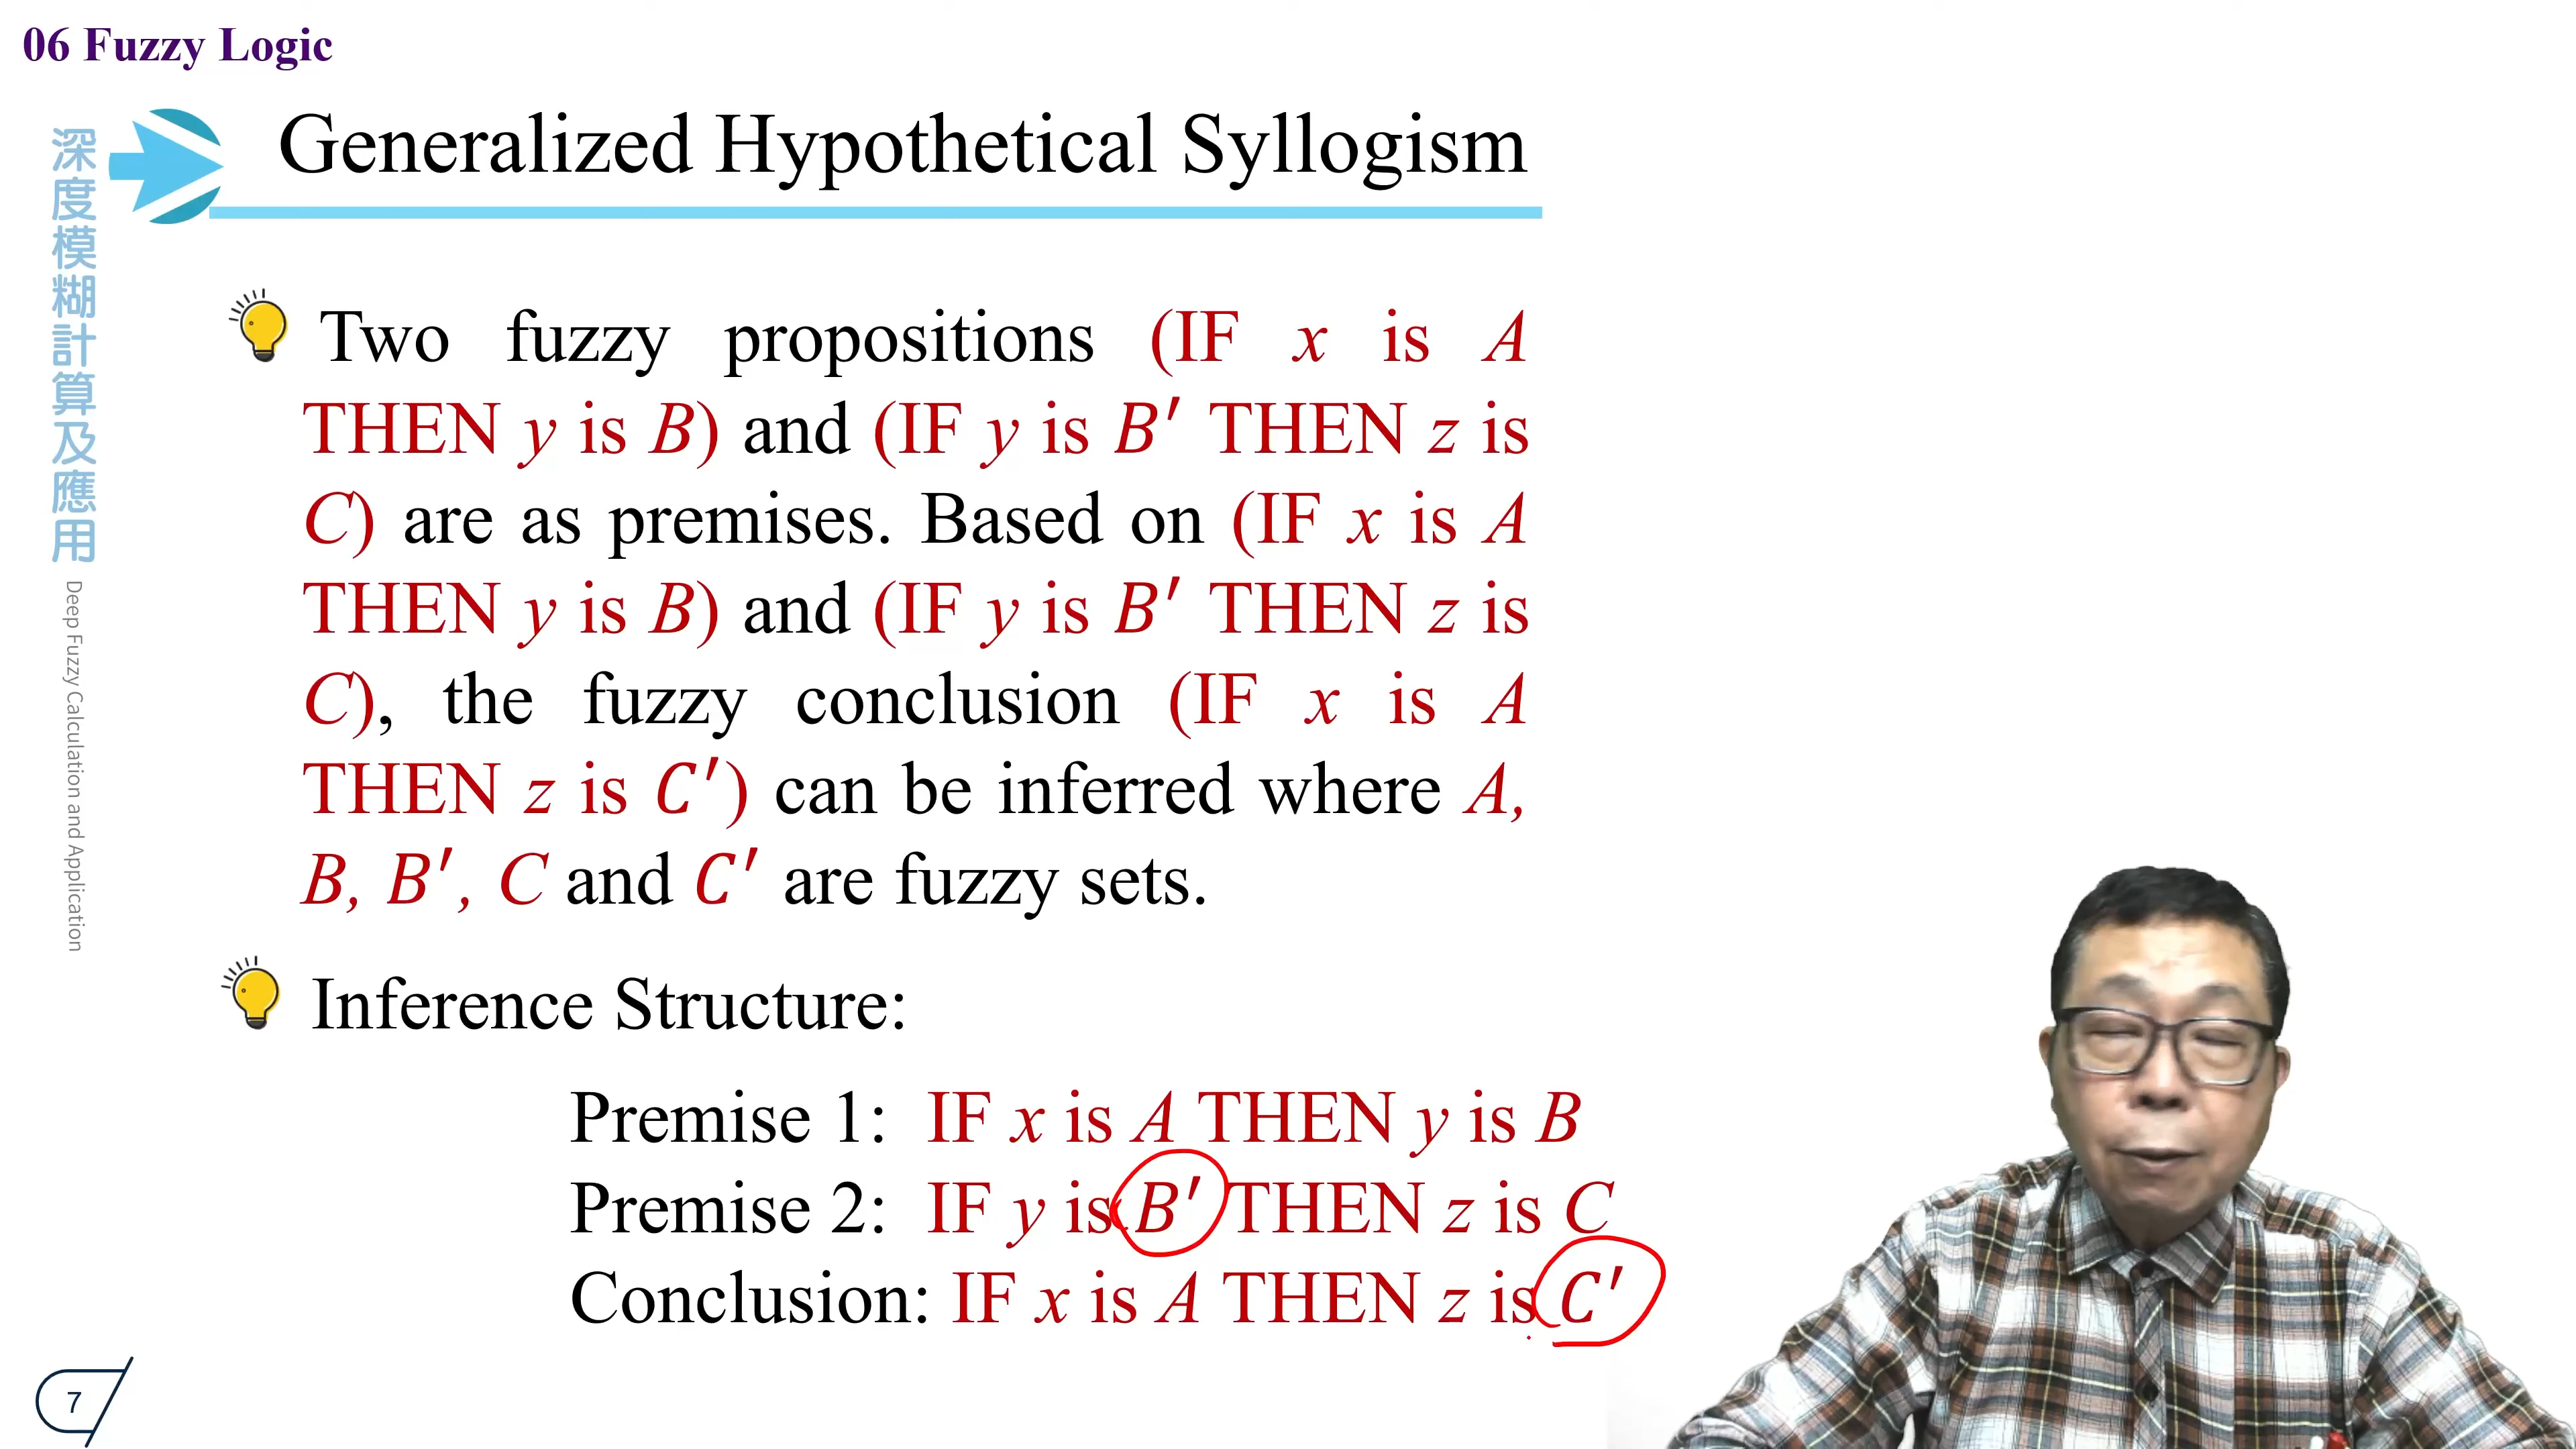 06 Fuzzy Logic
深度模糊計算及應用
Deep Fuzzy Calculation and Application
Generalized Hypothetical Syllogism
Two fuzzy propositions (IF x is A
THEN y is B) and (IF y is B′ THEN z is
C) are as premises. Based on (IF x is A
THEN y is B) and (IF y is B′ THEN z is
C), the fuzzy conclusion (IF x is A
THEN z is C′) can be inferred where A,
B, B′, C and C′ are fuzzy sets.
Inference Structure:
Premise 1: IF x is A THEN y is B
Premise 2: IF y is B′ THEN z is C
Conclusion: IF x is A THEN z is C′
7